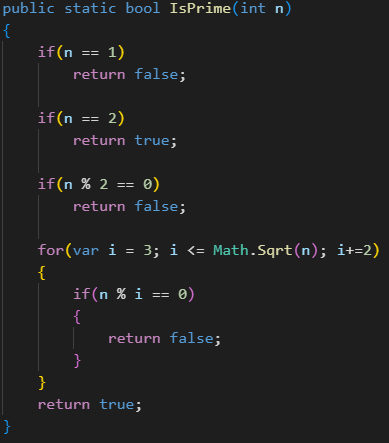 public static bool IsPrime(int n)
{
    if(n == 1)
        return false;

    if(n == 2)
        return true;

    if(n % 2 == 0)
        return false;

    for(var i = 3; i <= Math.Sqrt(n); i+=2)
    {
        if(n % i == 0)
        {
            return false;
        }
    }
    return true;
}